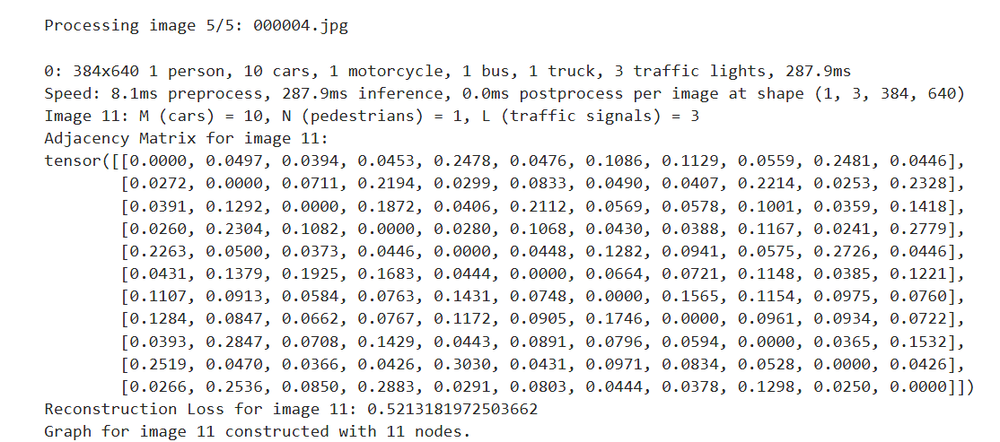 Processing image 5/5: 000004.jpg
0: 384x640 1 person, 10 cars, 1 motorcycle, 1 bus, 1 truck, 3 traffic lights, 287.9ms
Speed: 8.1ms preprocess, 287.9ms inference, 0.0ms postprocess per image at shape (1, 3, 384, 640)
Image 11: M (cars) = 10, N (pedestrians) = 1, L (traffic signals) = 3
Adjacency Matrix for image 11:
tensor([[0.0000, 0.0497, 0.0394, 0.0453, 0.2478, 0.0476, 0.1086, 0.1129, 0.0559, 0.2481, 0.0446],
[0.0272, 0.0000, 0.0711, 0.2194, 0.0299, 0.0833, 0.0490, 0.0407, 0.2214, 0.0253, 0.2328],
[0.0391, 0.1292, 0.0000, 0.1872, 0.0406, 0.2112, 0.0569, 0.0578, 0.1001, 0.0359, 0.1418],
[0.0260, 0.2304, 0.1082, 0.0000, 0.0280, 0.1068, 0.0430, 0.0388, 0.1167, 0.0241, 0.2779],
[0.2263, 0.0500, 0.0373, 0.0446, 0.0000, 0.0448, 0.1282, 0.0941, 0.0575, 0.2726, 0.0446],
[0.0431, 0.1379, 0.1925, 0.1683, 0.0444, 0.0000, 0.0664, 0.0721, 0.1148, 0.0385, 0.1221],
[0.1107, 0.0913, 0.0584, 0.0763, 0.1431, 0.0748, 0.0000, 0.1565, 0.1154, 0.0975, 0.0760],
[0.1284, 0.0847, 0.0662, 0.0767, 0.1172, 0.0905, 0.1746, 0.0000, 0.0961, 0.0934, 0.0722],
[0.0393, 0.2847, 0.0708, 0.1429, 0.0443, 0.0891, 0.0796, 0.0594, 0.0000, 0.0365, 0.1532],
[0.2519, 0.0470, 0.0366, 0.0426, 0.3030, 0.0431, 0.0971, 0.0834, 0.0528, 0.0000, 0.0426],
[0.0266, 0.2536, 0.0850, 0.2883, 0.0291, 0.0803, 0.0444, 0.0378, 0.1298, 0.0250, 0.0000]])
Reconstruction Loss for image 11: 0.5213181972503662
Graph for image 11 constructed with 11 nodes.